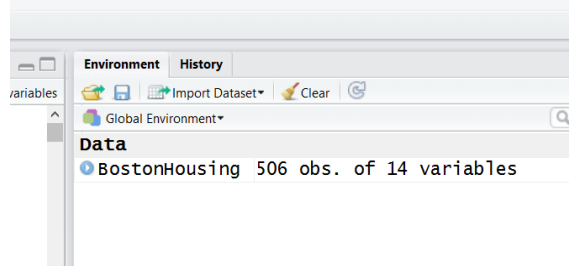 Environment History
variables Import Dataset Clear
Global Environment
Data
BostonHousing 506 obs. of 14 variables